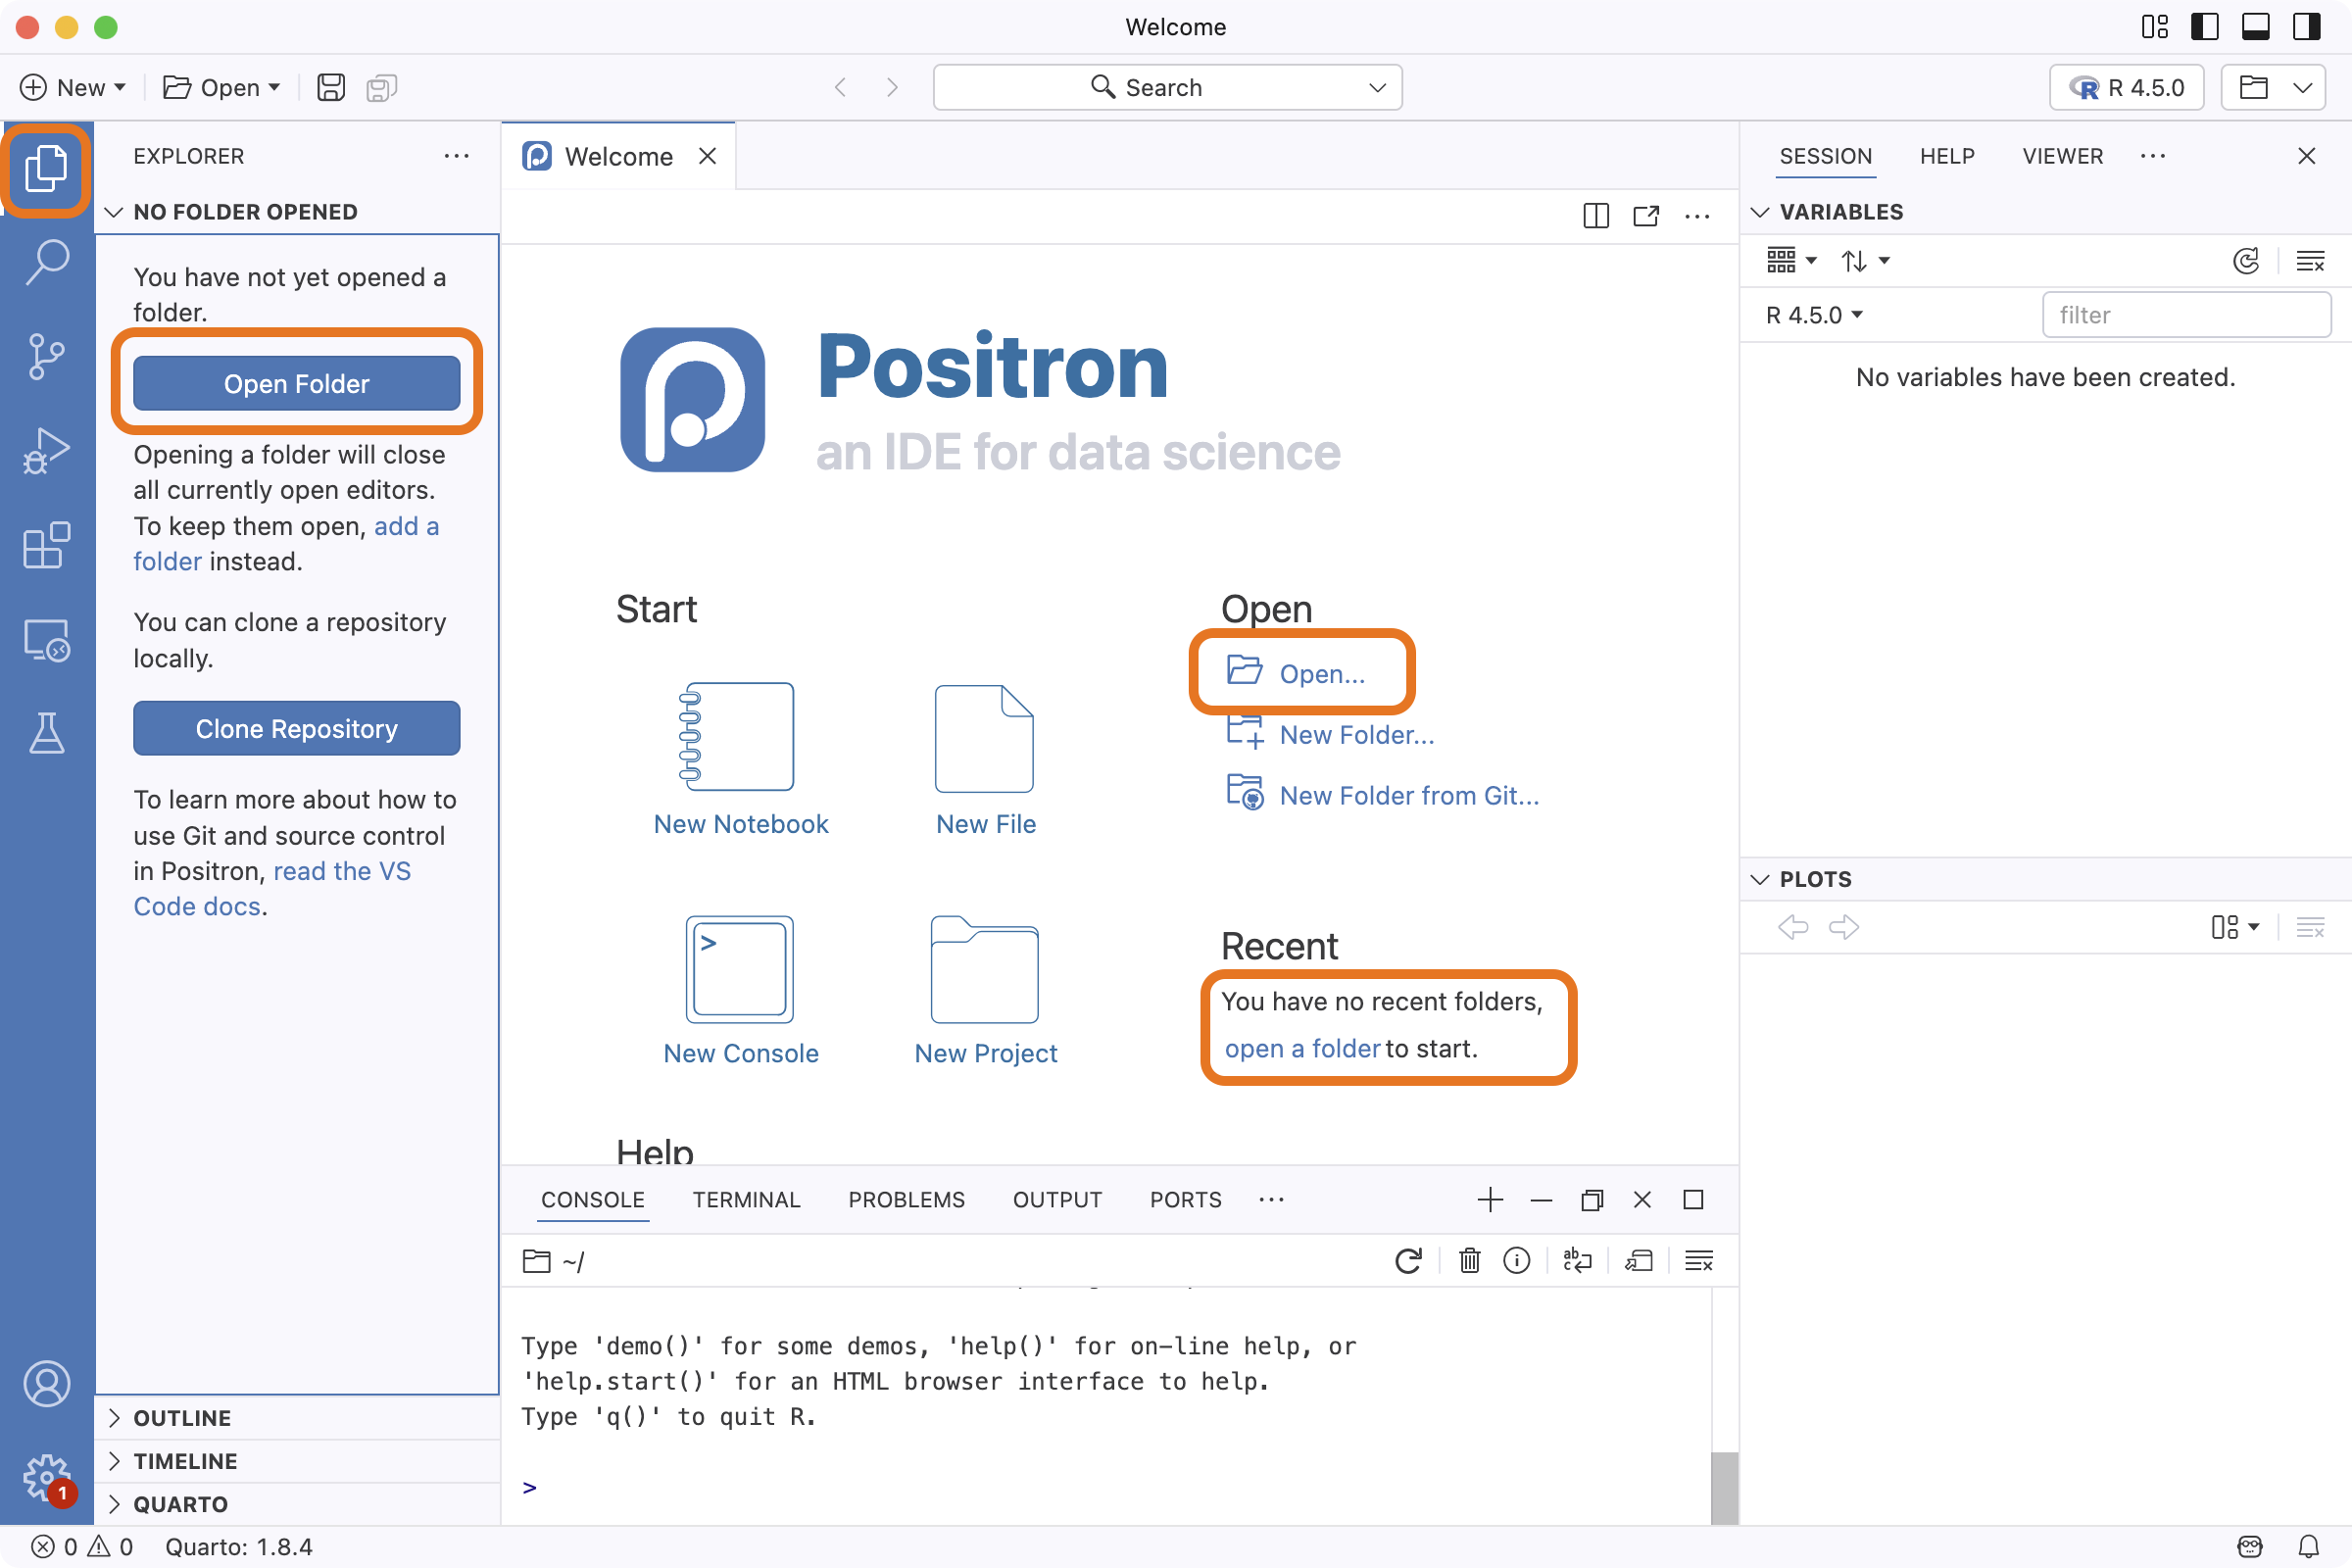 Welcome
New
Open
Search
R 4.5.0
EXPLORER
NO FOLDER OPENED
You have not yet opened a
folder.
Open Folder
Opening a folder will close
all currently open editors.
To keep them open, add a
folder instead.
You can clone a repository
locally.
Clone Repository
To learn more about how to
use Git and source control
in Positron, read the VS
Code docs.
OUTLINE
TIMELINE
QUARTO
1
Welcome
Positron
an IDE for data science
Start
New Notebook
New File
New Console
New Project
Open
Open...
New Folder...
New Folder from Git...
Recent
You have no recent folders,
open a folder to start.
Help
CONSOLE TERMINAL PROBLEMS OUTPUT PORTS
~/
Type 'demo()' for some demos, 'help()' for on-line help, or
'help.start()' for an HTML browser interface to help.
Type 'q()' to quit R.
>
SESSION HELP VIEWER
VARIABLES
R 4.5.0
filter
No variables have been created.
PLOTS
0 0 Quarto: 1.8.4